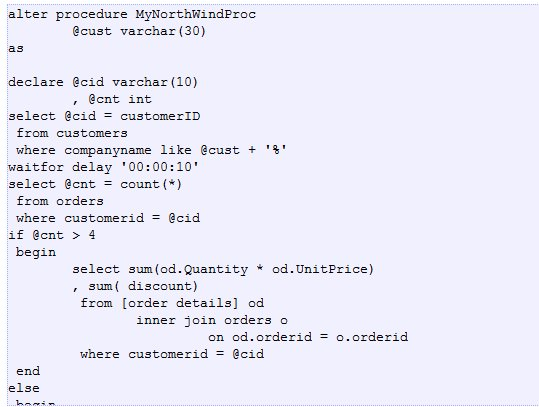 alter procedure MyNorthWindProc
@cust varchar(30)
as
declare @cid varchar(10)
, @cnt int
select @cid = customerID
from customers
where companyname like @cust + '%'
waitfor delay '00:00:10'
select @cnt = count(*)
from orders
where customerid = @cid
if @cnt > 4
begin
select sum(od.Quantity * od.UnitPrice)
, sum( discount)
from [order details] od
inner join orders o
on od.orderid = o.orderid
where customerid = @cid
end
else
begin